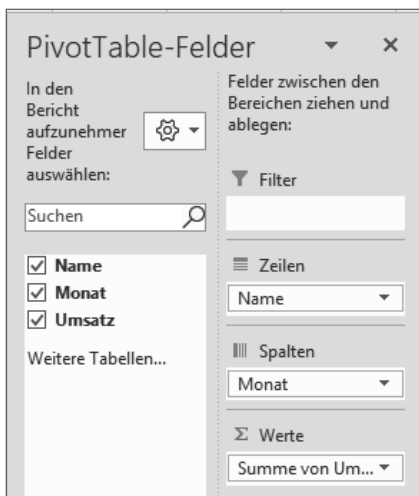 PivotTable-Felder
In den
Bericht
aufzunehmer
Felder
auswählen:
Suchen
Name
Monat
Umsatz
Weitere Tabellen...
Felder zwischen den
Bereichen ziehen und
ablegen:
Filter
Zeilen
Name
Spalten
Monat
Σ Werte
Summe von Um...